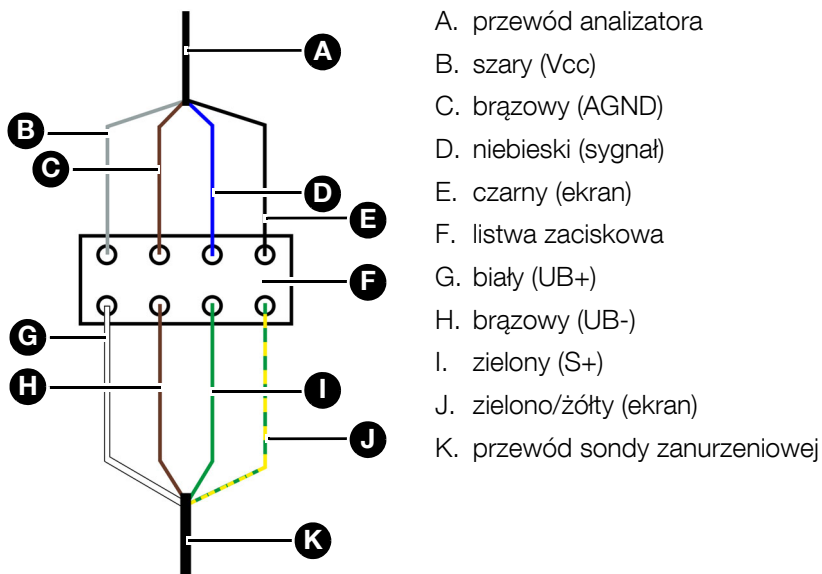 A
B
C
D
E
F
G
H
I
J
K
A. przewód analizatora
B. szary (Vcc)
C. brązowy (AGND)
D. niebieski (sygnał)
E. czarny (ekran)
F. listwa zaciskowa
G. biały (UB+)
H. brązowy (UB-)
I. zielony (S+)
J. zielono/żółty (ekran)
K. przewód sondy zanurzeniowej